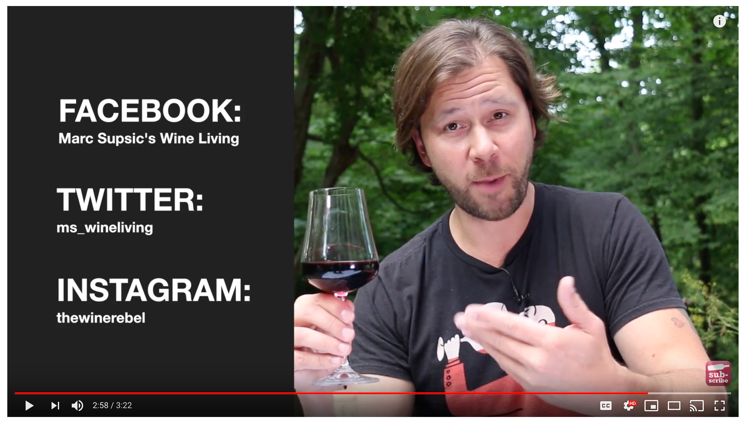 FACEBOOK:
Marc Supsic's Wine Living
TWITTER:
ms_wineliving
INSTAGRAM:
thewinerebel
sub-
scribe
2:58 / 3:22
CC
HD